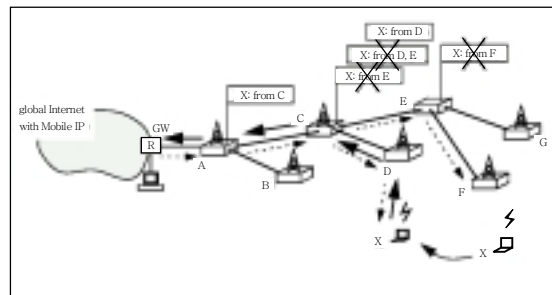 X: from D
X: from D, E
X: from E
X: from F
X: from C
global Internet
with Mobile IP
GW
R
A
B
C
D
E
F
G
X
X